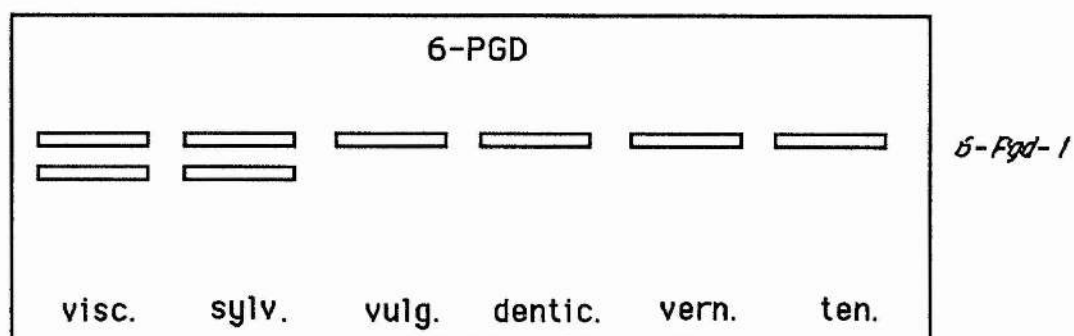 6-PGD
6-Pgd-1
visc. sylv. vulg. dentic. vern. ten.